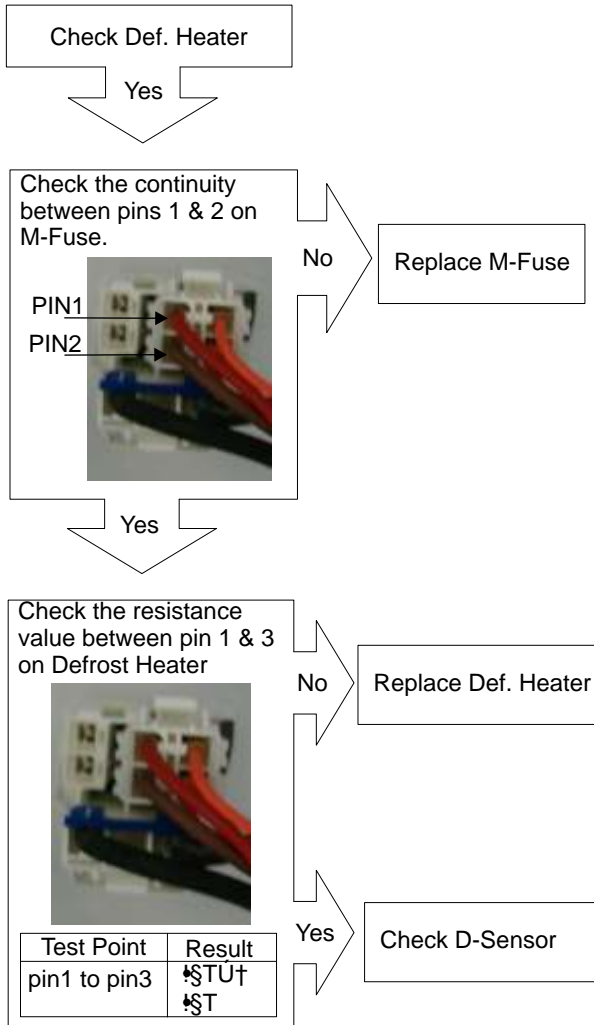 Check Def. Heater
Yes
Check the continuity
between pins 1 & 2 on
M-Fuse.
No
Replace M-Fuse
PIN1
PIN2
Yes
Check the resistance
value between pin 1 & 3
on Defrost Heater
No
Replace Def. Heater
Test Point
Result
pin1 to pin3
Yes
Check D-Sensor